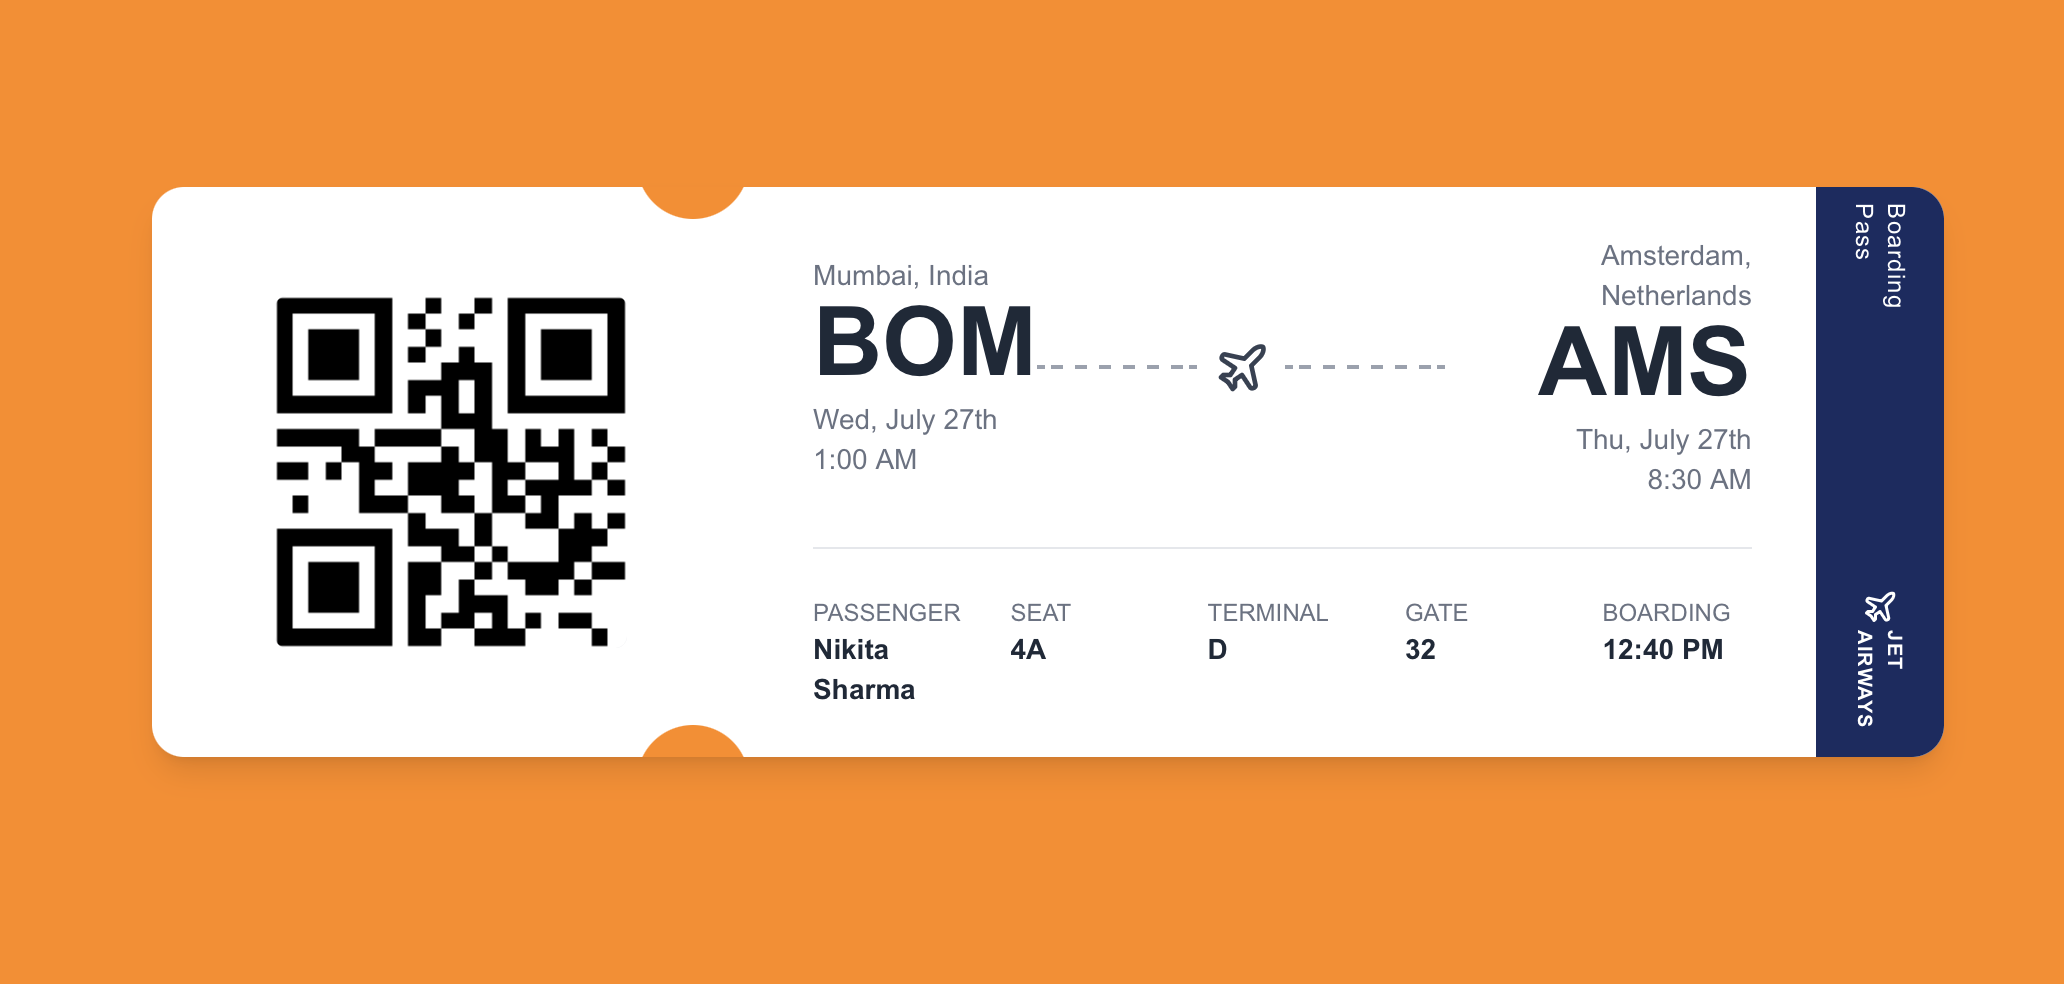 Mumbai, India
BOM
Wed, July 27th
1:00 AM
Amsterdam,
Netherlands
AMS
Thu, July 27th
8:30 AM
PASSENGER
Nikita
Sharma
SEAT
4A
TERMINAL
D
GATE
32
BOARDING
12:40 PM
Boarding
Pass
JET
AIRWAYS